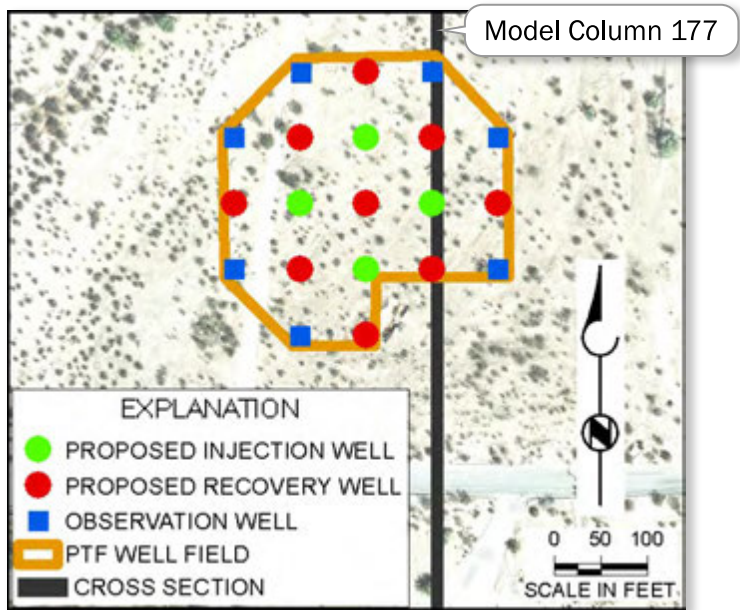 Model Column 177
EXPLANATION
PROPOSED INJECTION WELL
PROPOSED RECOVERY WELL
OBSERVATION WELL
PTF WELL FIELD
CROSS SECTION
N
0 50 100
SCALE IN FEET